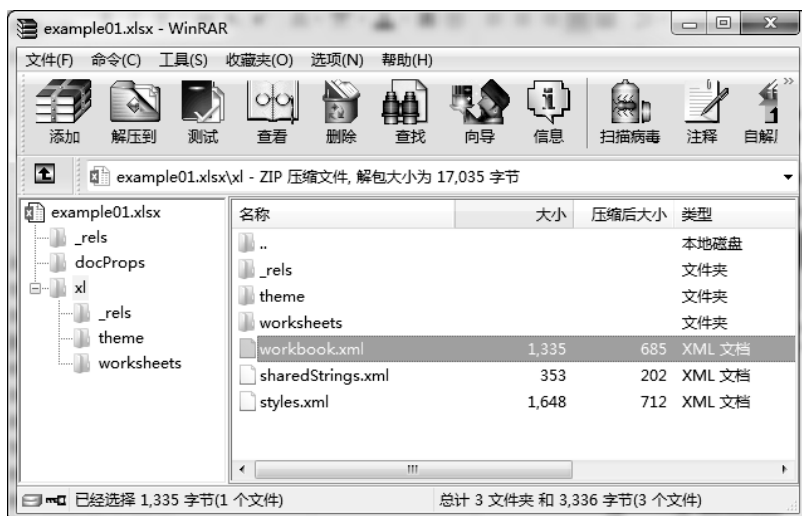 example01.xlsx - WinRAR
文件(F) 命令(C) 工具(S) 收藏夹(O) 选项(N) 帮助(H)
添加 解压到 测试 查看 删除 查找 向导 信息 扫描病毒 注释 自解
example01.xlsx\xl - ZIP 压缩文件, 解包大小为 17,035 字节
example01.xlsx
_rels
docProps
xl
_rels
theme
worksheets
名称 大小 压缩后大小 类型
.. 本地磁盘
_rels 文件夹
theme 文件夹
worksheets 文件夹
workbook.xml 1,335 685 XML 文档
sharedStrings.xml 353 202 XML 文档
styles.xml 1,648 712 XML 文档
已经选择 1,335 字节(1 个文件) 总计 3 文件夹 和 3,336 字节(3 个文件)